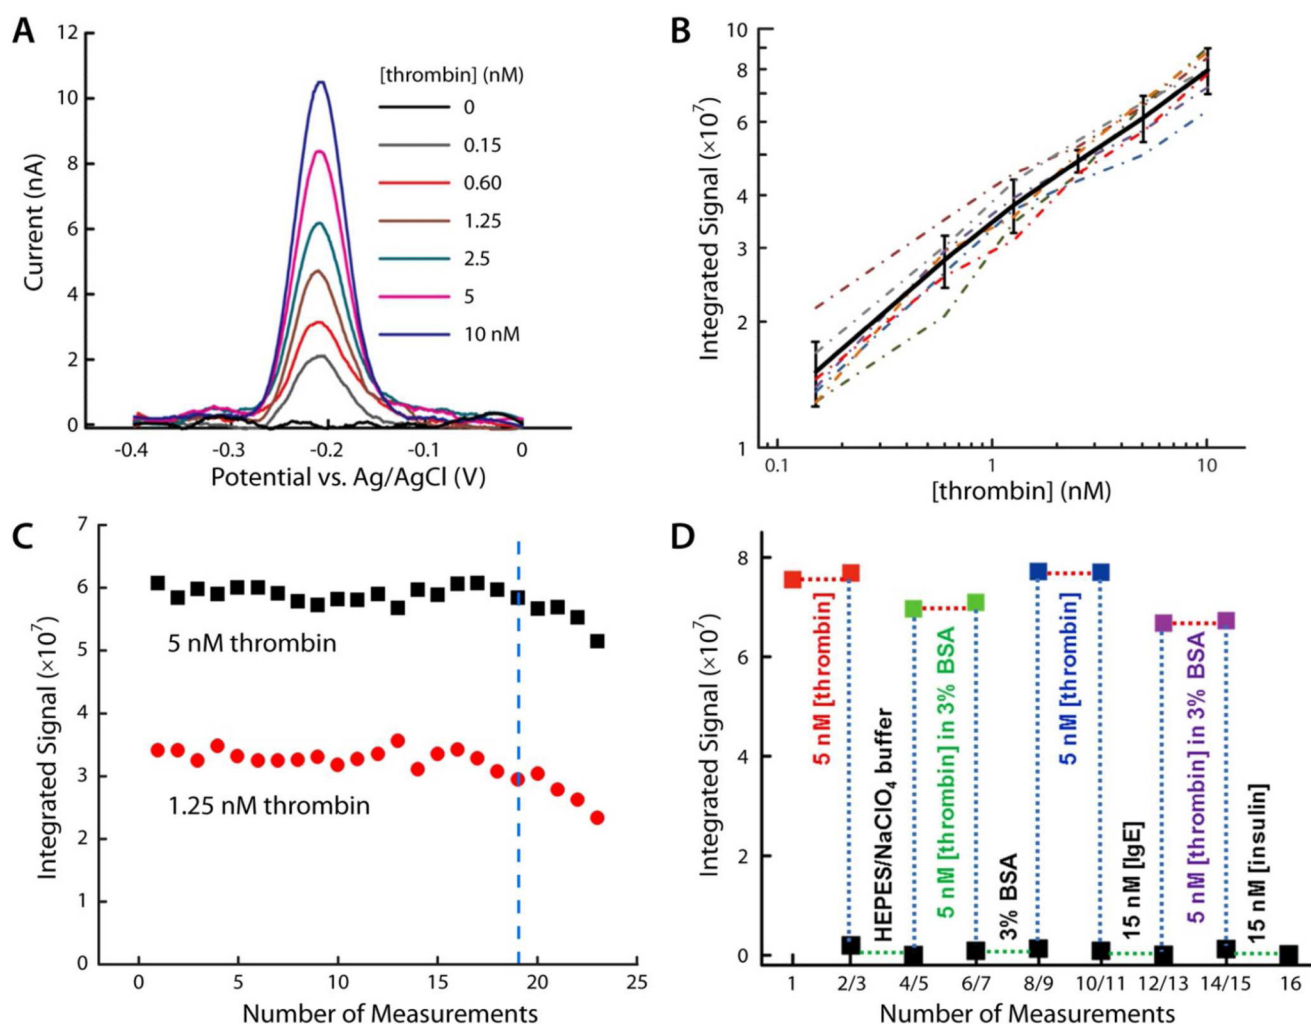 A
12
10
8
6
4
2
0
Current (nA)
[thrombin] (nM)
0
0.15
0.60
1.25
2.5
5
10 nM
-0.4
-0.3
-0.2
-0.1
0
Potential vs. Ag/AgCl (V)
B
10
8
6
4
3
2
1
Integrated Signal (×10⁷)
0.1
1
10
[thrombin] (nM)
C
7
6
5
4
3
2
1
0
Integrated Signal (×10⁷)
5 nM thrombin
1.25 nM thrombin
0
5
10
15
20
25
Number of Measurements
D
8
6
4
2
0
Integrated Signal (×10⁷)
5 nM [thrombin]
HEPES/NaClO₄ buffer
5 nM [thrombin] in 3% BSA
3% BSA
5 nM [thrombin]
15 nM [IgE]
5 nM [thrombin] in 3% BSA
15 nM [insulin]
1
2/3
4/5
6/7
8/9
10/11
12/13
14/15
16
Number of Measurements